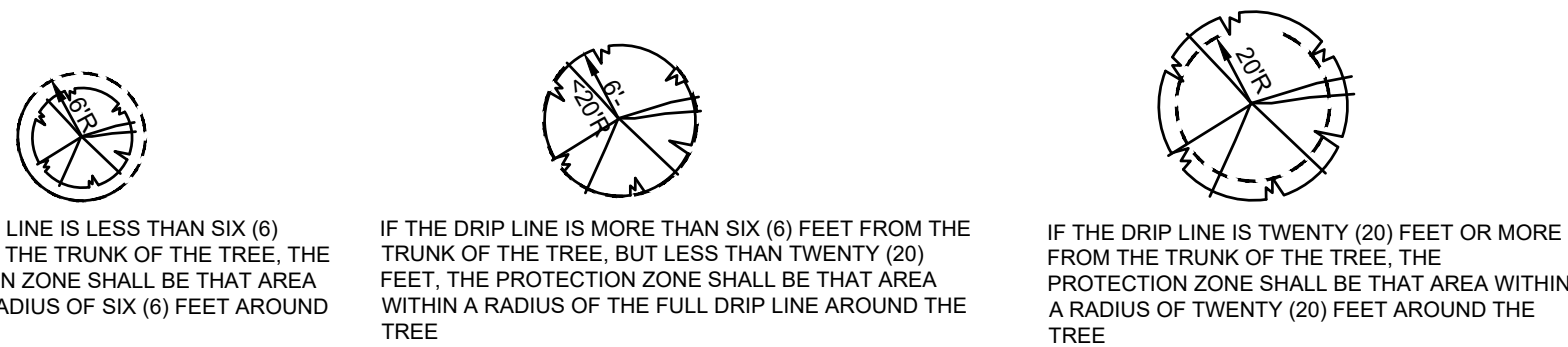 6'R
6'-
<20'R
20'R
LINE IS LESS THAN SIX (6)
THE TRUNK OF THE TREE, THE
N ZONE SHALL BE THAT AREA
ADIUS OF SIX (6) FEET AROUND
IF THE DRIP LINE IS MORE THAN SIX (6) FEET FROM THE
TRUNK OF THE TREE, BUT LESS THAN TWENTY (20)
FEET, THE PROTECTION ZONE SHALL BE THAT AREA
WITHIN A RADIUS OF THE FULL DRIP LINE AROUND THE
TREE
IF THE DRIP LINE IS TWENTY (20) FEET OR MORE
FROM THE TRUNK OF THE TREE, THE
PROTECTION ZONE SHALL BE THAT AREA WITHIN
A RADIUS OF TWENTY (20) FEET AROUND THE
TREE